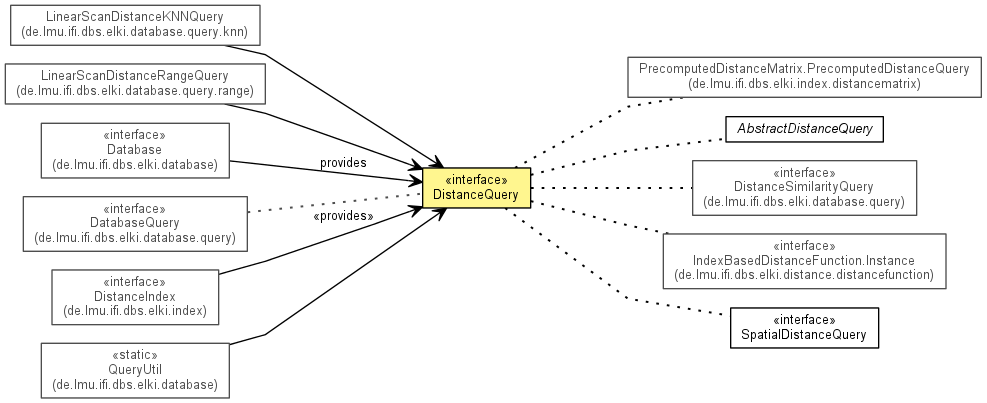 LinearScanDistanceKNNQuery
(de.lmu.ifi.dbs.elki.database.query.knn)
LinearScanDistanceRangeQuery
(de.lmu.ifi.dbs.elki.database.query.range)
«interface»
Database
(de.lmu.ifi.dbs.elki.database)
«interface»
DatabaseQuery
(de.lmu.ifi.dbs.elki.database.query)
«interface»
DistanceIndex
(de.lmu.ifi.dbs.elki.index)
«static»
QueryUtil
(de.lmu.ifi.dbs.elki.database)
provides
«provides»
«interface»
DistanceQuery
PrecomputedDistanceMatrix.PrecomputedDistanceQuery
(de.lmu.ifi.dbs.elki.index.distancematrix)
AbstractDistanceQuery
«interface»
DistanceSimilarityQuery
(de.lmu.ifi.dbs.elki.database.query)
«interface»
IndexBasedDistanceFunction.Instance
(de.lmu.ifi.dbs.elki.distance.distancefunction)
«interface»
SpatialDistanceQuery